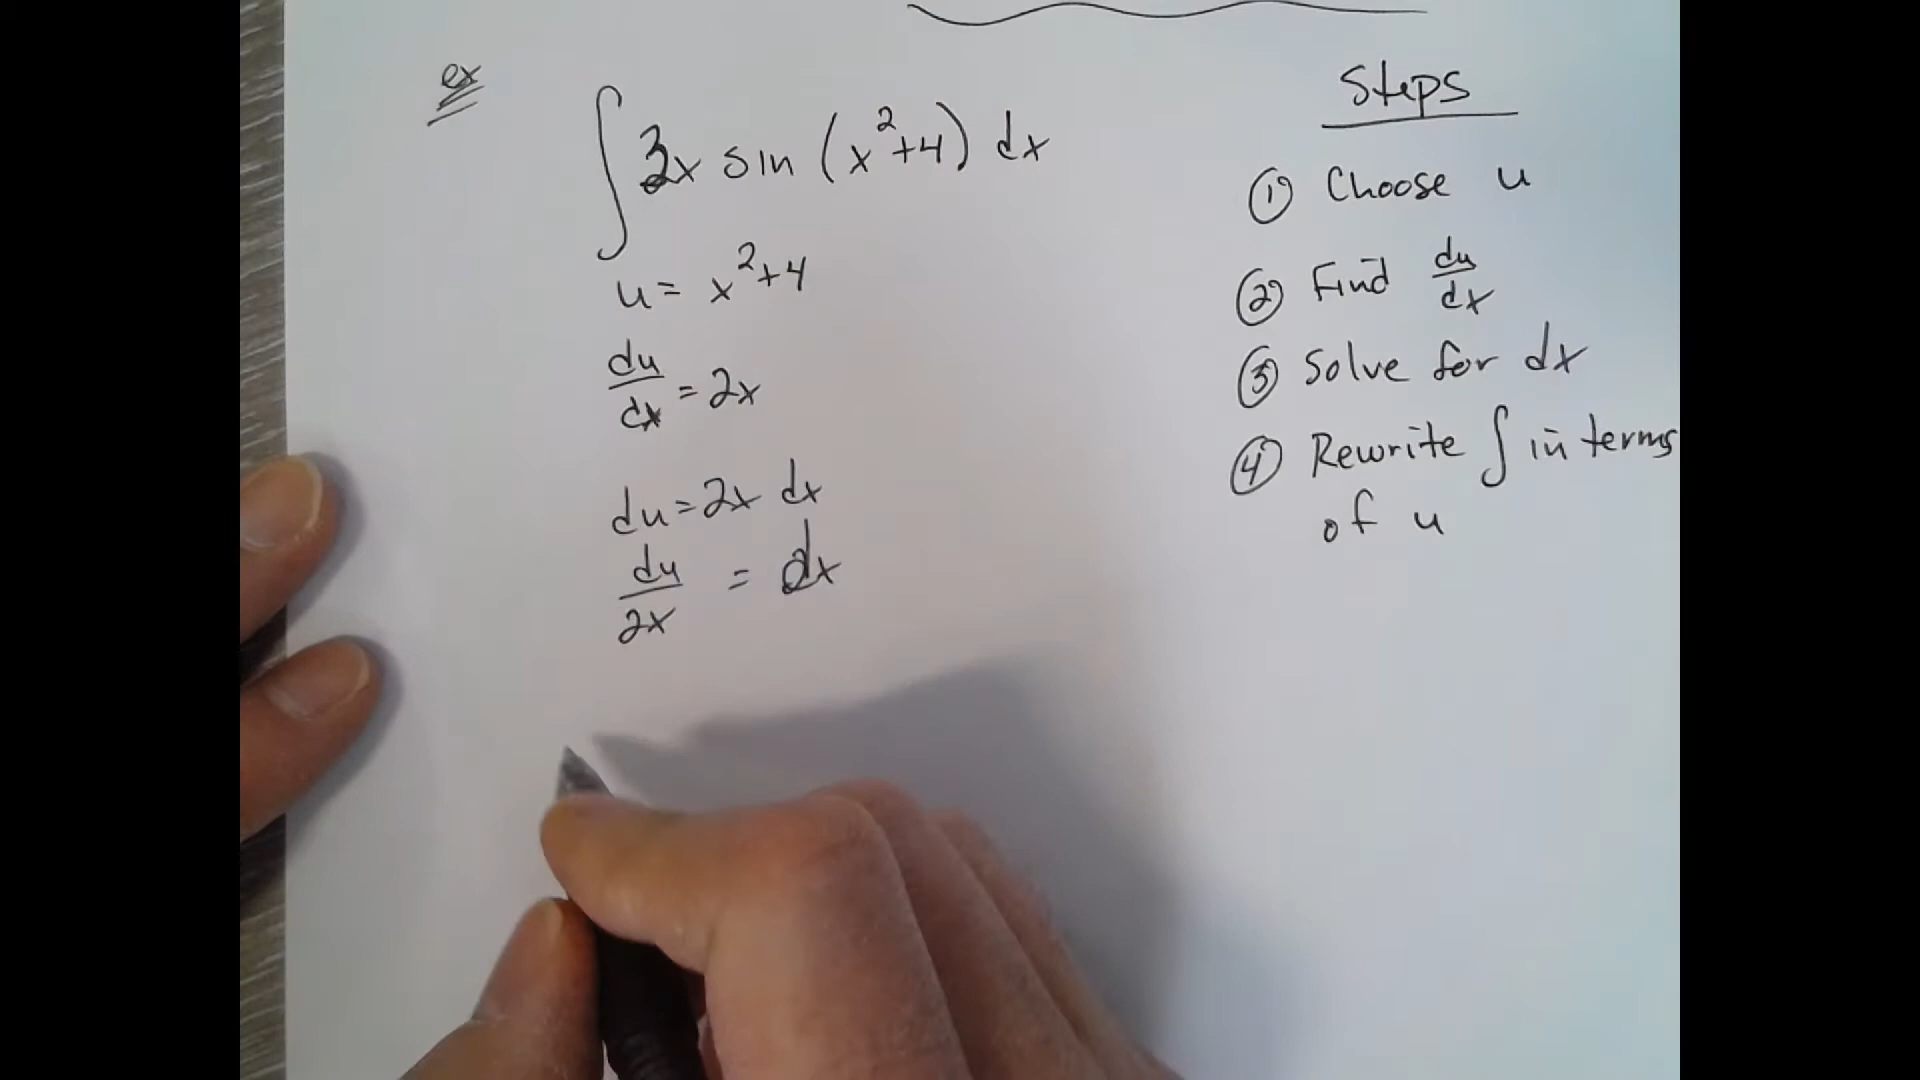 ex
∫ 3x sin (x²+4) dx
u = x²+4
du/dx = 2x
du = 2x dx
du/2x = dx
Steps
① Choose u
② Find du/dx
③ Solve for dx
④ Rewrite ∫ in terms
of u